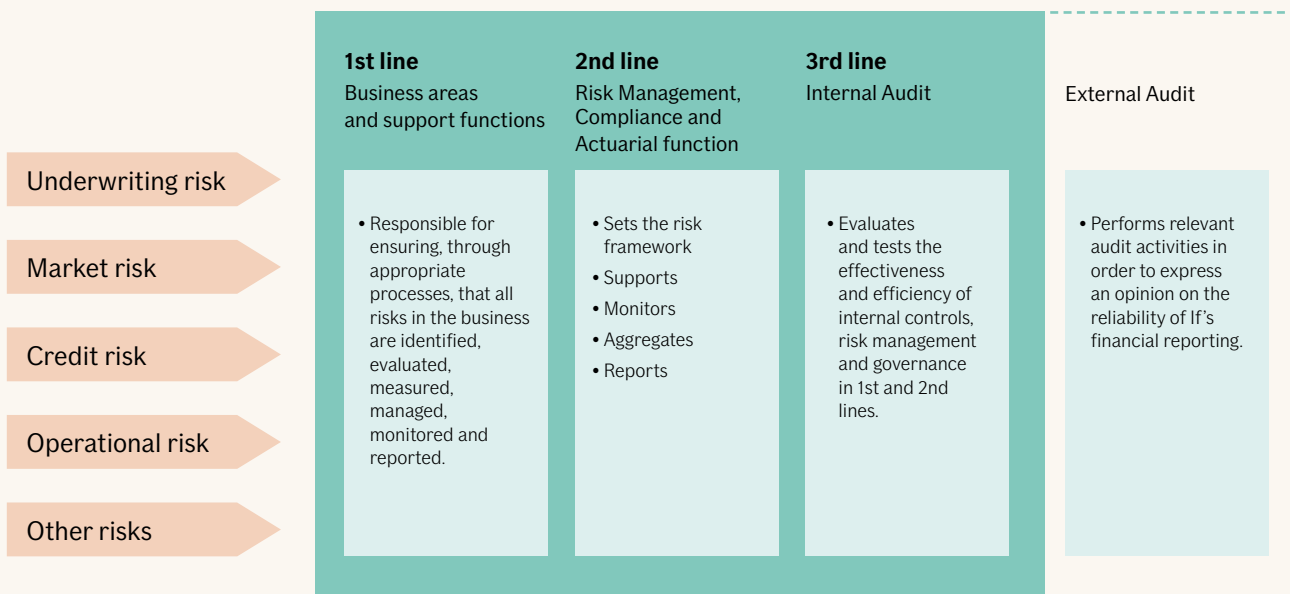 1st line
Business areas
and support functions
2nd line
Risk Management,
Compliance and
Actuarial function
3rd line
Internal Audit
External Audit
Underwriting risk
Market risk
Credit risk
Operational risk
Other risks
• Responsible for
ensuring, through
appropriate
processes, that all
risks in the business
are identified,
evaluated,
measured,
managed,
monitored and
reported.
• Sets the risk
framework
• Supports
• Monitors
• Aggregates
• Reports
• Evaluates
and tests the
effectiveness
and efficiency of
internal controls,
risk management
and governance
in 1st and 2nd
lines.
• Performs relevant
audit activities in
order to express
an opinion on the
reliability of If's
financial reporting.